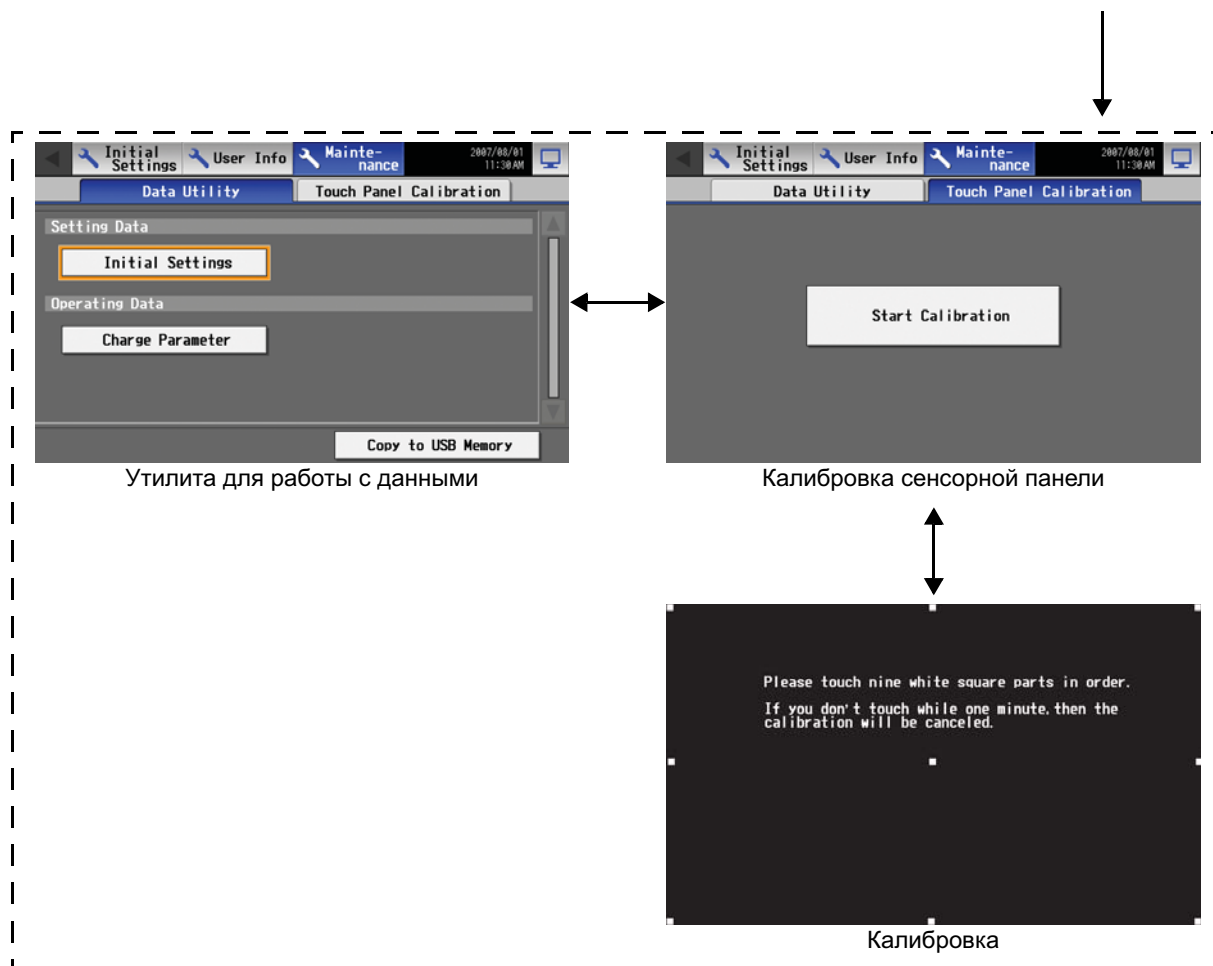 Initial Settings User Info Mainte-nance 2007/08/01 11:30AM
Data Utility Touch Panel Calibration
Setting Data
Initial Settings
Operating Data
Charge Parameter
Copy to USB Memory
Утилита для работы с данными
Initial Settings User Info Mainte-nance 2007/08/01 11:30AM
Data Utility Touch Panel Calibration
Start Calibration
Калибровка сенсорной панели
Please touch nine white square parts in order.
If you don't touch while one minute.then the
calibration will be canceled.
Калибровка